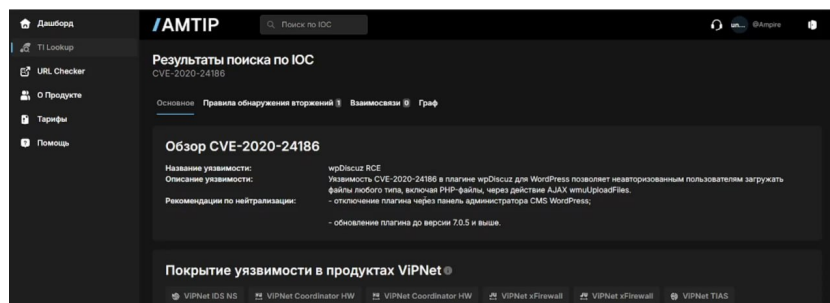 Дашборд
/AMTIP
Поиск по IOC
un...
@Ampire
TI Lookup
URL Checker
О Продукте
Тарифы
Помощь
Результаты поиска по IOC
CVE-2020-24186
Основное Правила обнаружения вторжений 1 Взаимосвязи 0 Граф
Обзор CVE-2020-24186
Название уязвимости: wpDiscuz RCE
Описание уязвимости: Уязвимость CVE-2020-24186 в плагине wpDiscuz для WordPress позволяет неавторизованным пользователям загружать
файлы любого типа, включая PHP-файлы, через действие AJAX wmuUploadFiles.
Рекомендации по нейтрализации: - отключение плагина через панель администратора CMS WordPress;
- обновление плагина до версии 7.0.5 и выше.
Покрытие уязвимости в продуктах ViPNet
ViPNet IDS NS ViPNet Coordinator HW ViPNet Coordinator HW ViPNet xFirewall ViPNet xFirewall ViPNet TIAS